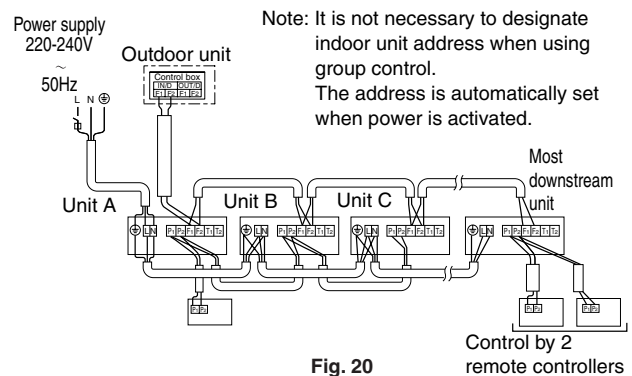 Power supply
220-240V
~
50Hz
L N
Outdoor unit
Control box
IN/D OUT/D
F1 F2 F1 F2
Note: It is not necessary to designate
indoor unit address when using
group control.
The address is automatically set
when power is activated.
Most
downstream
unit
Unit A
Unit B
Unit C
L N P1 P2 F1 F2 T1 T2
L N P1 P2 F1 F2 T1 T2
L N P1 P2 F1 F2 T1 T2
L N P1 P2 F1 F2 T1 T2
P1 P2
P1 P2
P1 P2
Control by 2
remote controllers
Fig. 20